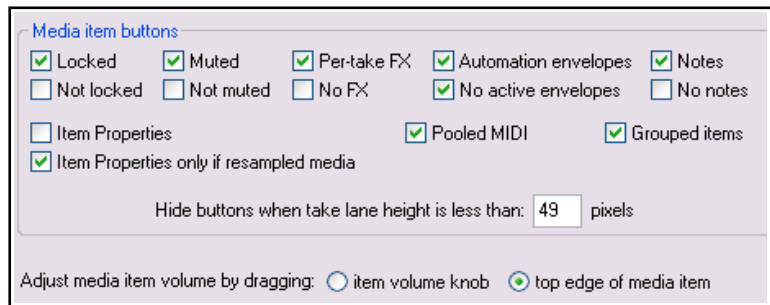 Media item buttons
Locked Muted Per-take FX Automation envelopes Notes
Not locked Not muted No FX No active envelopes No notes
Item Properties Pooled MIDI Grouped items
Item Properties only if resampled media
Hide buttons when take lane height is less than: 49 pixels
Adjust media item volume by dragging: item volume knob top edge of media item